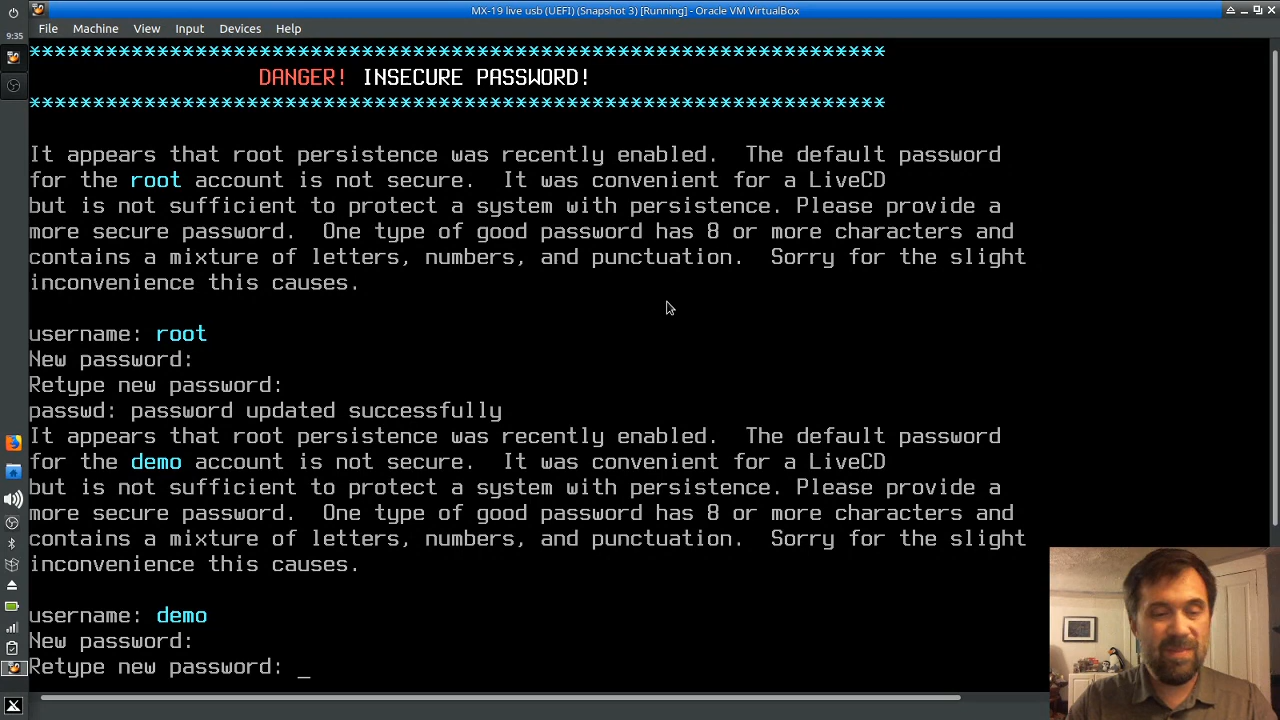 MX-19 live usb (UEFI) (Snapshot 3) [Running] - Oracle VM VirtualBox
9:35
File Machine View Input Devices Help
*******************************************************************
DANGER! INSECURE PASSWORD!
*******************************************************************
It appears that root persistence was recently enabled.  The default password
for the root account is not secure.  It was convenient for a LiveCD
but is not sufficient to protect a system with persistence. Please provide a
more secure password.  One type of good password has 8 or more characters and
contains a mixture of letters, numbers, and punctuation.  Sorry for the slight
inconvenience this causes.
username: root
New password:
Retype new password:
passwd: password updated successfully
It appears that root persistence was recently enabled.  The default password
for the demo account is not secure.  It was convenient for a LiveCD
but is not sufficient to protect a system with persistence. Please provide a
more secure password.  One type of good password has 8 or more characters and
contains a mixture of letters, numbers, and punctuation.  Sorry for the slight
inconvenience this causes.
username: demo
New password:
Retype new password: _